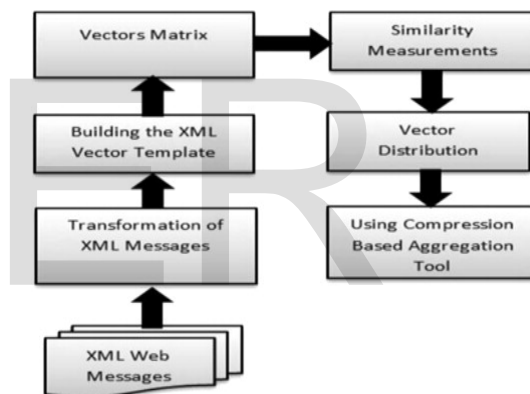 Vectors Matrix
Similarity
Measurements
Building the XML
Vector Template
Vector
Distribution
Transformation of
XML Messages
Using Compression
Based Aggregation
Tool
XML Web
Messages
ER